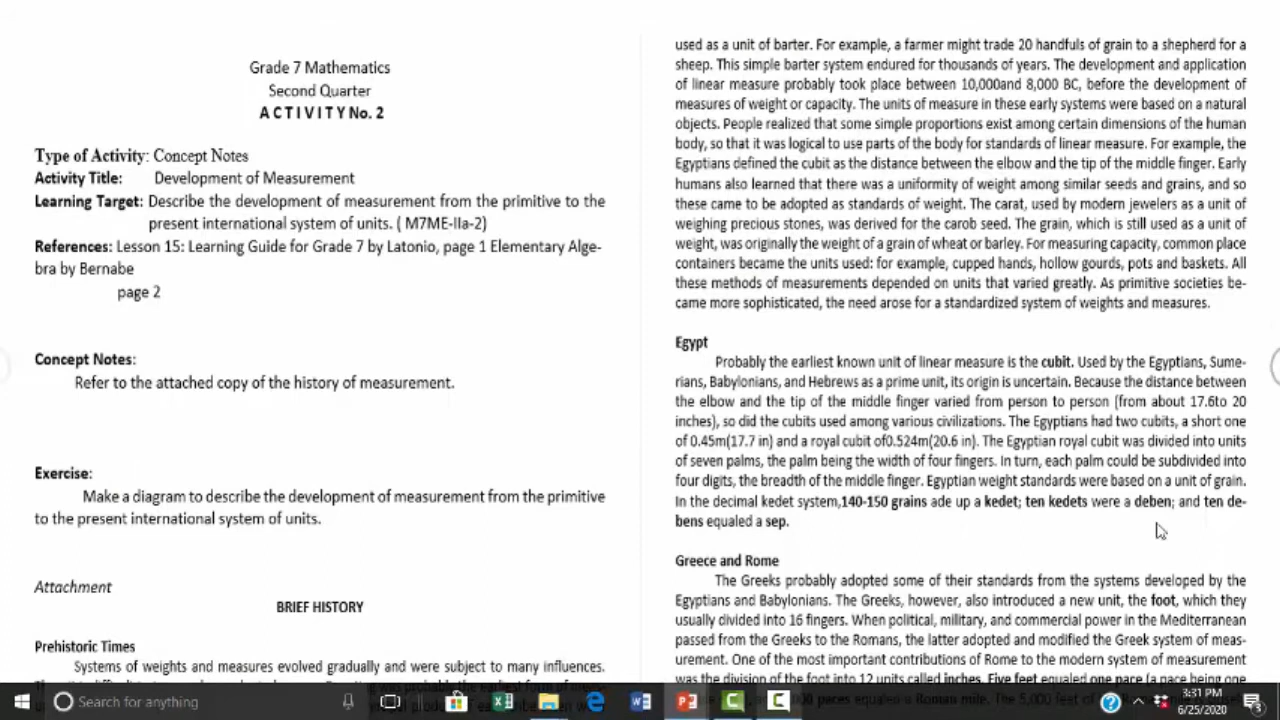 Grade 7 Mathematics
Second Quarter
A C T I V I T Y No. 2
Type of Activity: Concept Notes
Activity Title: Development of Measurement
Learning Target: Describe the development of measurement from the primitive to the
present international system of units. ( M7ME-IIa-2)
References: Lesson 15: Learning Guide for Grade 7 by Latonio, page 1 Elementary Alge-
bra by Bernabe
page 2
Concept Notes:
Refer to the attached copy of the history of measurement.
Exercise:
Make a diagram to describe the development of measurement from the primitive
to the present international system of units.
Attachment
BRIEF HISTORY
Prehistoric Times
Systems of weights and measures evolved gradually and were subject to many influences.
used as a unit of barter. For example, a farmer might trade 20 handfuls of grain to a shepherd for a
sheep. This simple barter system endured for thousands of years. The development and application
of linear measure probably took place between 10,000and 8,000 BC, before the development of
measures of weight or capacity. The units of measure in these early systems were based on a natural
objects. People realized that some simple proportions exist among certain dimensions of the human
body, so that it was logical to use parts of the body for standards of linear measure. For example, the
Egyptians defined the cubit as the distance between the elbow and the tip of the middle finger. Early
humans also learned that there was a uniformity of weight among similar seeds and grains, and so
these came to be adopted as standards of weight. The carat, used by modern jewelers as a unit of
weighing precious stones, was derived for the carob seed. The grain, which is still used as a unit of
weight, was originally the weight of a grain of wheat or barley. For measuring capacity, common place
containers became the units used: for example, cupped hands, hollow gourds, pots and baskets. All
these methods of measurements depended on units that varied greatly. As primitive societies be-
came more sophisticated, the need arose for a standardized system of weights and measures.
Egypt
Probably the earliest known unit of linear measure is the cubit. Used by the Egyptians, Sume-
rians, Babylonians, and Hebrews as a prime unit, its origin is uncertain. Because the distance between
the elbow and the tip of the middle finger varied from person to person (from about 17.6to 20
inches), so did the cubits used among various civilizations. The Egyptians had two cubits, a short one
of 0.45m(17.7 in) and a royal cubit of0.524m(20.6 in). The Egyptian royal cubit was divided into units
of seven palms, the palm being the width of four fingers. In turn, each palm could be subdivided into
four digits, the breadth of the middle finger. Egyptian weight standards were based on a unit of grain.
In the decimal kedet system,140-150 grains ade up a kedet; ten kedets were a deben; and ten de-
bens equaled a sep.
Greece and Rome
The Greeks probably adopted some of their standards from the systems developed by the
Egyptians and Babylonians. The Greeks, however, also introduced a new unit, the foot, which they
usually divided into 16 fingers. When political, military, and commercial power in the Mediterranean
passed from the Greeks to the Romans, the latter adopted and modified the Greek system of meas-
urement. One of the most important contributions of Rome to the modern system of measurement
was the division of the foot into 12 units called inches. Five feet equaled one pace (a pace being one
paces equaled a Roman mile. The 5,000 feet of
Search for anything
3:31 PM
6/25/2020
3